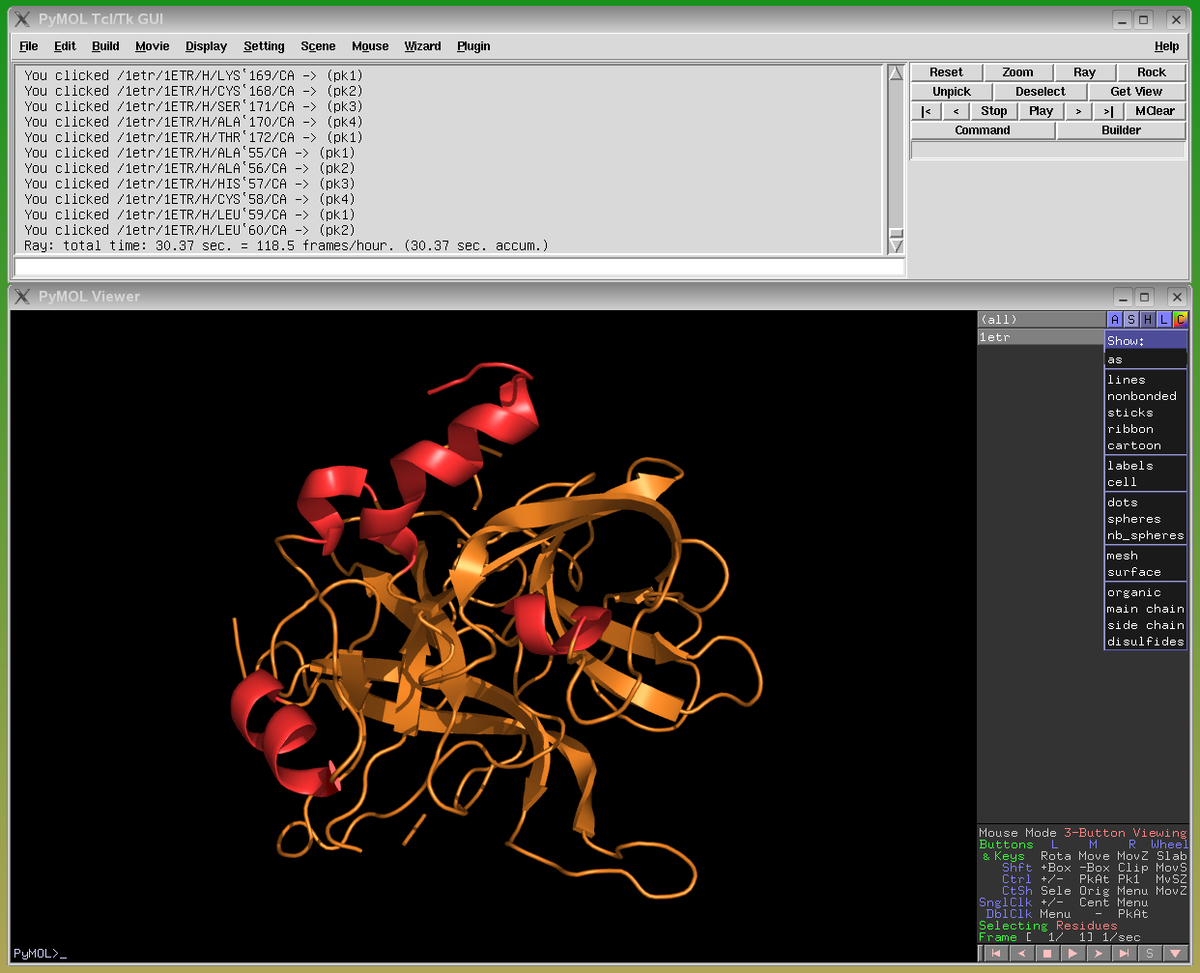 PyMOL Tcl/Tk GUI
File Edit Build Movie Display Setting Scene Mouse Wizard Plugin Help
You clicked /1etr/1ETR/H/LYS`169/CA -> (pk1)
You clicked /1etr/1ETR/H/CYS`168/CA -> (pk2)
You clicked /1etr/1ETR/H/SER`171/CA -> (pk3)
You clicked /1etr/1ETR/H/ALA`170/CA -> (pk4)
You clicked /1etr/1ETR/H/THR`172/CA -> (pk1)
You clicked /1etr/1ETR/H/ALA`55/CA -> (pk1)
You clicked /1etr/1ETR/H/ALA`56/CA -> (pk2)
You clicked /1etr/1ETR/H/HIS`57/CA -> (pk3)
You clicked /1etr/1ETR/H/CYS`58/CA -> (pk4)
You clicked /1etr/1ETR/H/LEU`59/CA -> (pk1)
You clicked /1etr/1ETR/H/LEU`60/CA -> (pk2)
Ray: total time: 30.37 sec. = 118.5 frames/hour. (30.37 sec. accum.)
Reset Zoom Ray Rock
Unpick Deselect Get View
|< < Stop Play > >| MClear
Command Builder
PyMOL Viewer
(all) A S H L C
1etr
Show:
as
lines
nonbonded
sticks
ribbon
cartoon
labels
cell
dots
spheres
nb_spheres
mesh
surface
organic
main chain
side chain
disulfides
Mouse Mode 3-Button Viewing
Buttons L M R Wheel
& Keys Rota Move MovZ Slab
Shft +Box -Box Clip MovS
Ctrl +/- PkAt Pk1 MvSZ
CtSh Sele Orig Menu MovZ
SnglClk +/- Cent Menu
DblClk Menu - PkAt
Selecting Residues
Frame [ 1/ 1] 1/sec
S
PyMOL>_